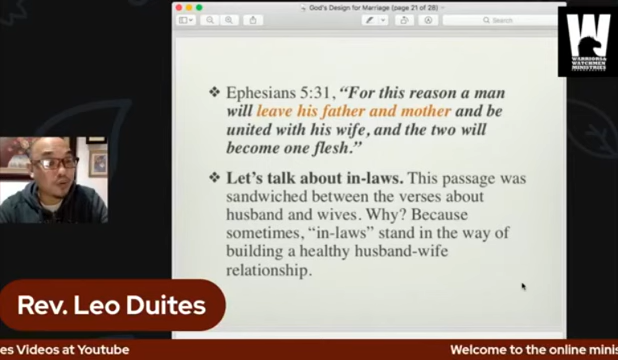 God's Design for Marriage (page 21 of 28)
Search
W
WARRIORS &
WATCHMEN
MINISTRIES
❖ Ephesians 5:31, “For this reason a man
will leave his father and mother and be
united with his wife, and the two will
become one flesh.”
❖ Let’s talk about in-laws. This passage was
sandwiched between the verses about
husband and wives. Why? Because
sometimes, “in-laws” stand in the way of
building a healthy husband-wife
relationship.
Rev. Leo Duites
es Videos at Youtube
Welcome to the online minis